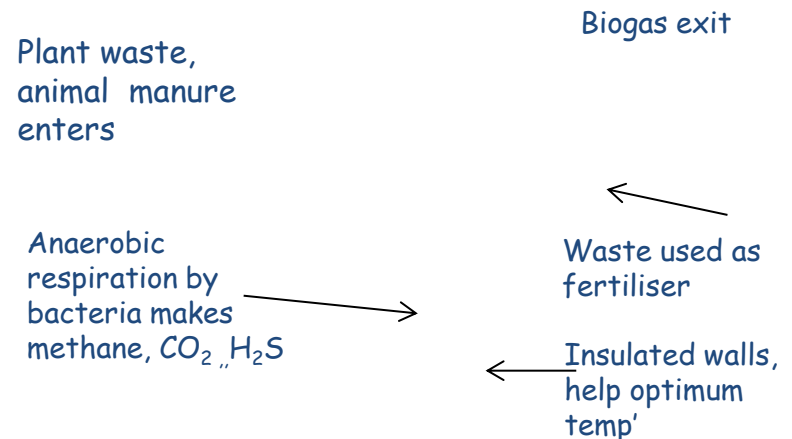 Biogas exit
Plant waste,
animal manure
enters
Anaerobic
respiration by
bacteria makes
methane, CO₂ ,, H₂S
Waste used as
fertiliser
Insulated walls,
help optimum
temp'